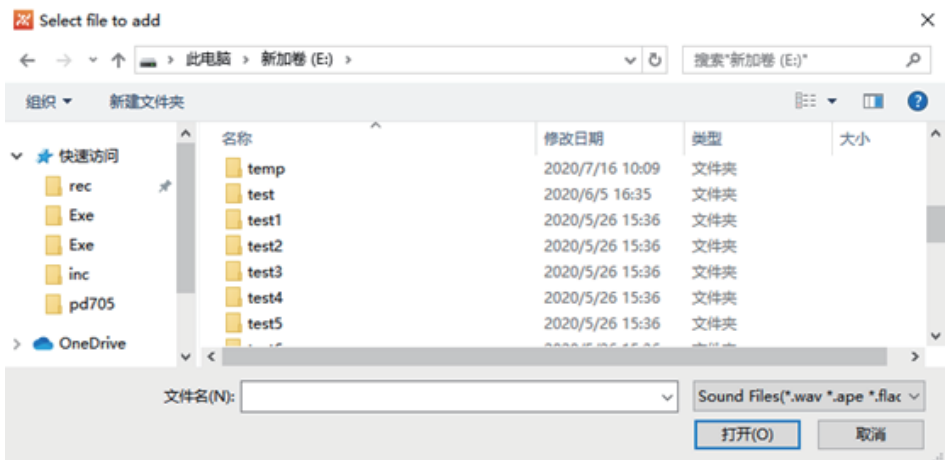 Select file to add
此电脑 > 新加卷 (E:) >
搜索"新加卷 (E:)"
组织 新建文件夹
快速访问
rec
Exe
Exe
inc
pd705
OneDrive
名称 修改日期 类型 大小
temp 2020/7/16 10:09 文件夹
test 2020/6/5 16:35 文件夹
test1 2020/5/26 15:36 文件夹
test2 2020/5/26 15:36 文件夹
test3 2020/5/26 15:36 文件夹
test4 2020/5/26 15:36 文件夹
test5 2020/5/26 15:36 文件夹
文件名(N):
Sound Files(*.wav *.ape *.flac
打开(O) 取消